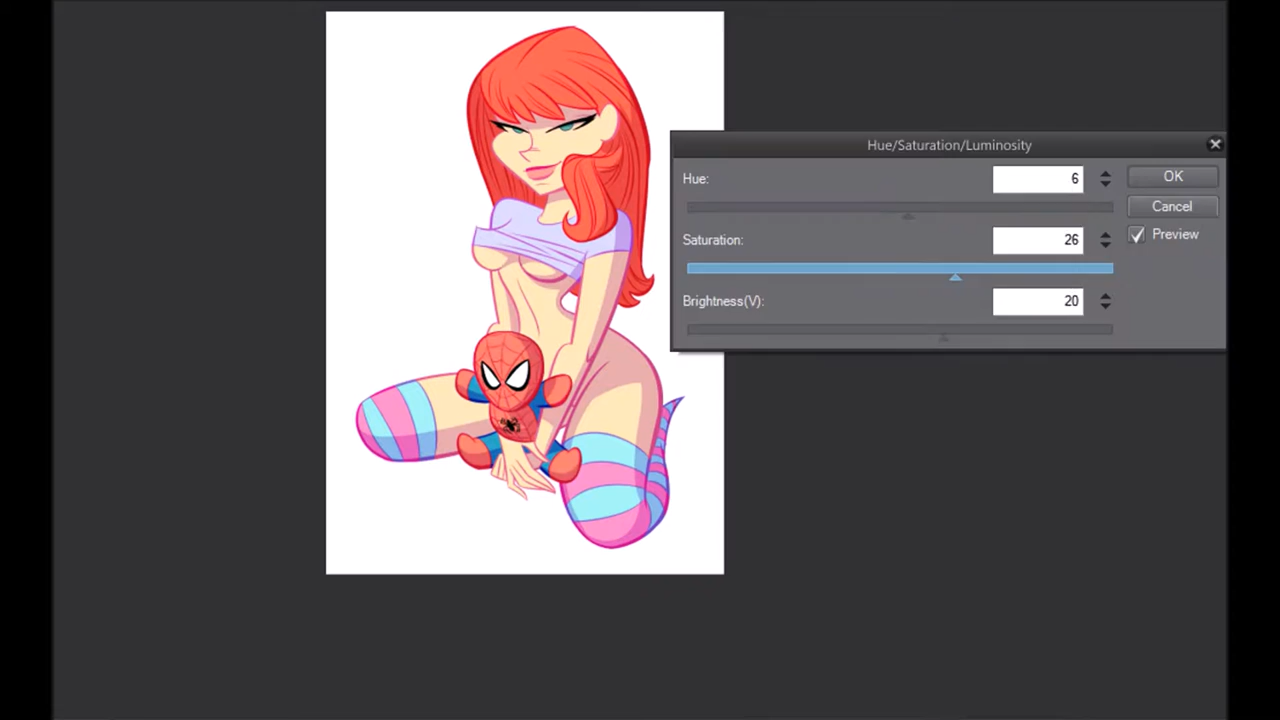 Hue/Saturation/Luminosity
Hue: 6
OK
Cancel
Saturation: 26
Preview
Brightness(V): 20